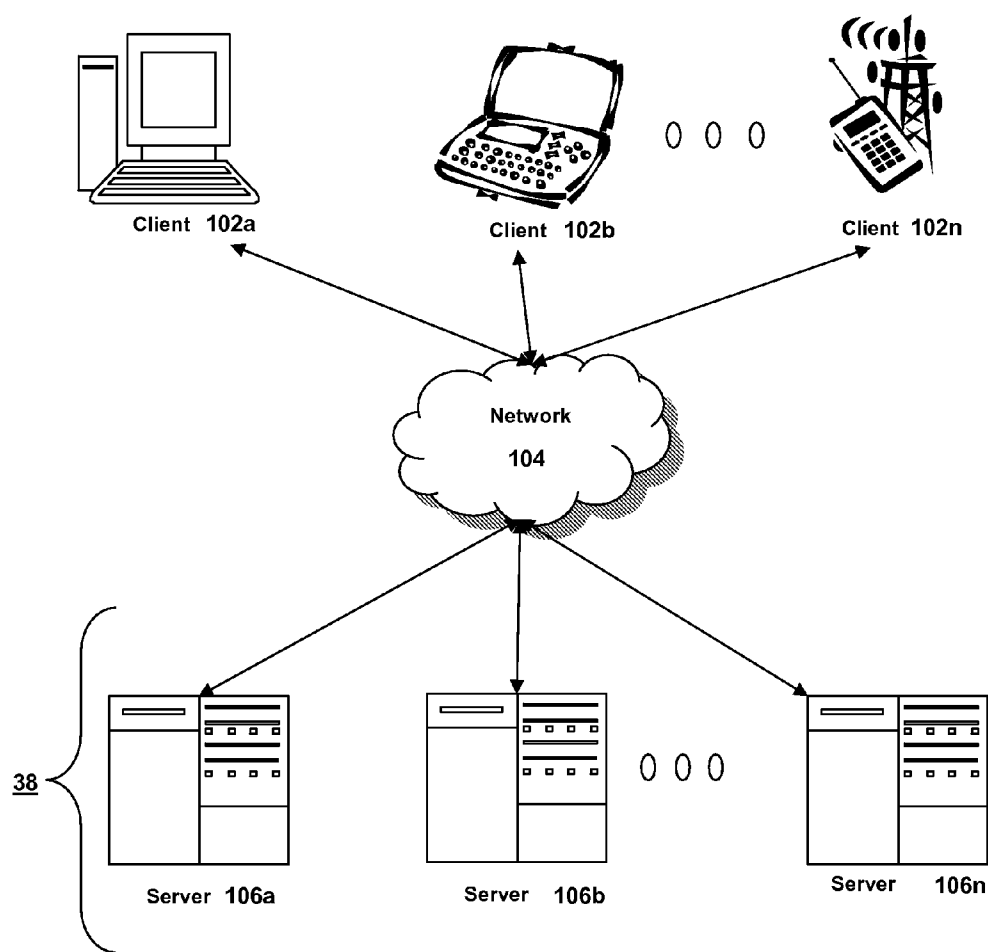 Client 102a
Client 102b
Client 102n
Network
104
38
Server 106a
Server 106b
Server 106n